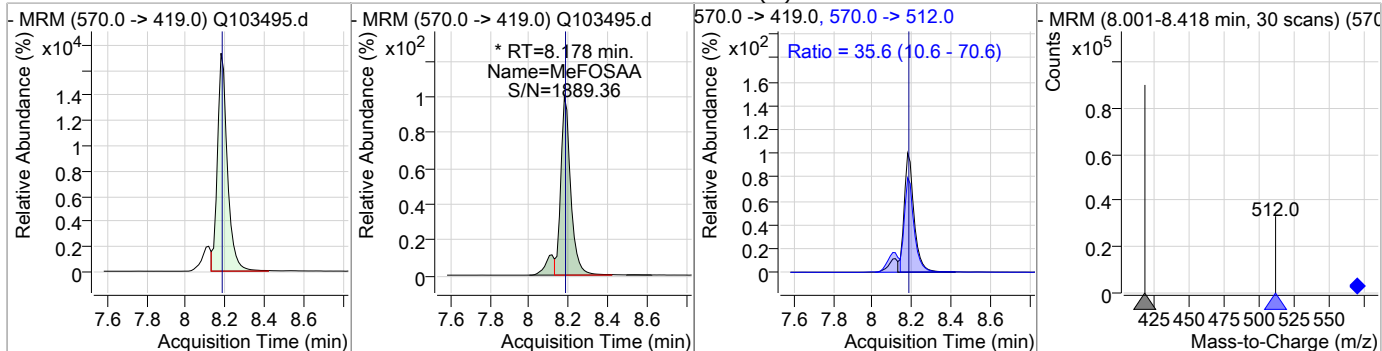 - MRM (570.0 -> 419.0) Q103495.d
x10⁴
Relative Abundance (%)
1.4
1.2
1
0.8
0.6
0.4
0.2
0
7.6 7.8 8 8.2 8.4 8.6
Acquisition Time (min)
- MRM (570.0 -> 419.0) Q103495.d
x10²
Relative Abundance (%)
* RT=8.178 min.
Name=MeFOSAA
S/N=1889.36
1
0.8
0.6
0.4
0.2
0
7.6 7.8 8 8.2 8.4 8.6
Acquisition Time (min)
570.0 -> 419.0, 570.0 -> 512.0
x10²
Relative Abundance (%)
Ratio = 35.6 (10.6 - 70.6)
1.6
1.4
1.2
1
0.8
0.6
0.4
0.2
0
7.6 7.8 8 8.2 8.4 8.6
Acquisition Time (min)
- MRM (8.001-8.418 min, 30 scans) (570
x10⁵
Counts
0.8
0.6
0.4
0.2
0
512.0
425 450 475 500 525 550
Mass-to-Charge (m/z)